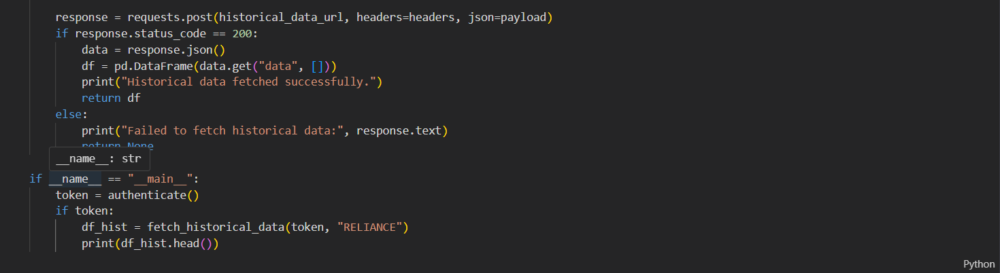 response = requests.post(historical_data_url, headers=headers, json=payload)
if response.status_code == 200:
data = response.json()
df = pd.DataFrame(data.get("data", []))
print("Historical data fetched successfully.")
return df
else:
print("Failed to fetch historical data:", response.text)
return None
__name__: str
if __name__ == "__main__":
token = authenticate()
if token:
df_hist = fetch_historical_data(token, "RELIANCE")
print(df_hist.head())
Python